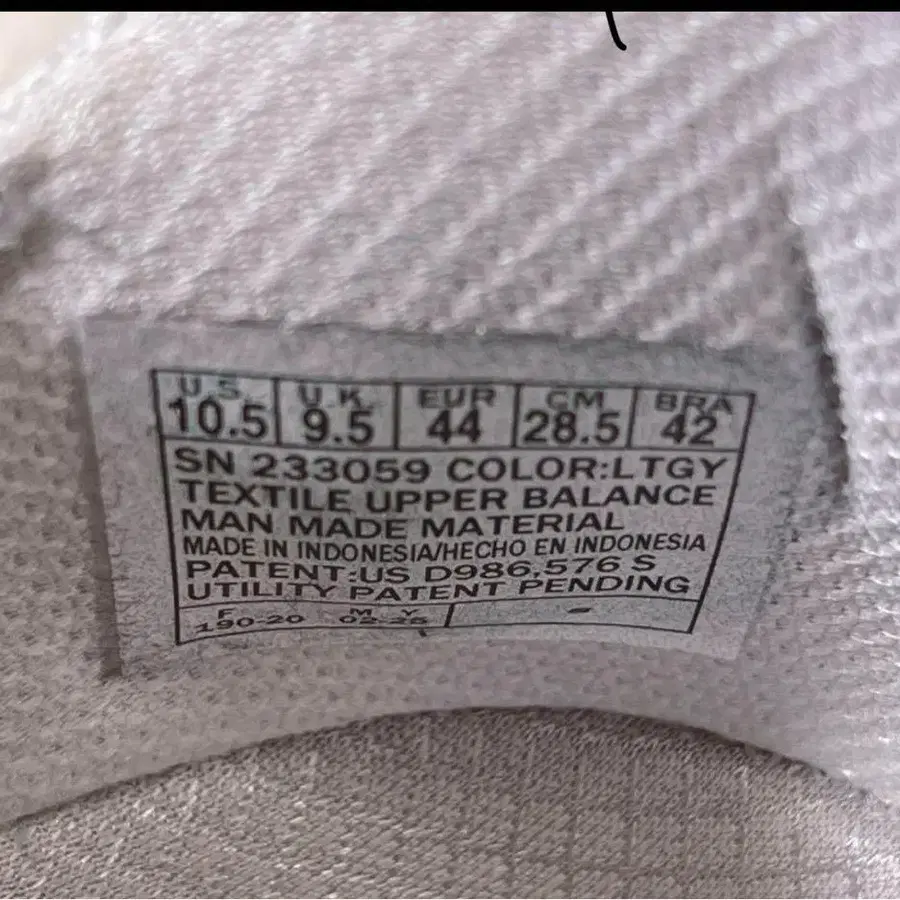 U.S. U.K. EUR CM BRA
10.5 9.5 44 28.5 42
SN 233059 COLOR:LTGY
TEXTILE UPPER BALANCE
MAN MADE MATERIAL
MADE IN INDONESIA/HECHO EN INDONESIA
PATENT:US D986,576 S
UTILITY PATENT PENDING
F M Y
190-20 02-25 -